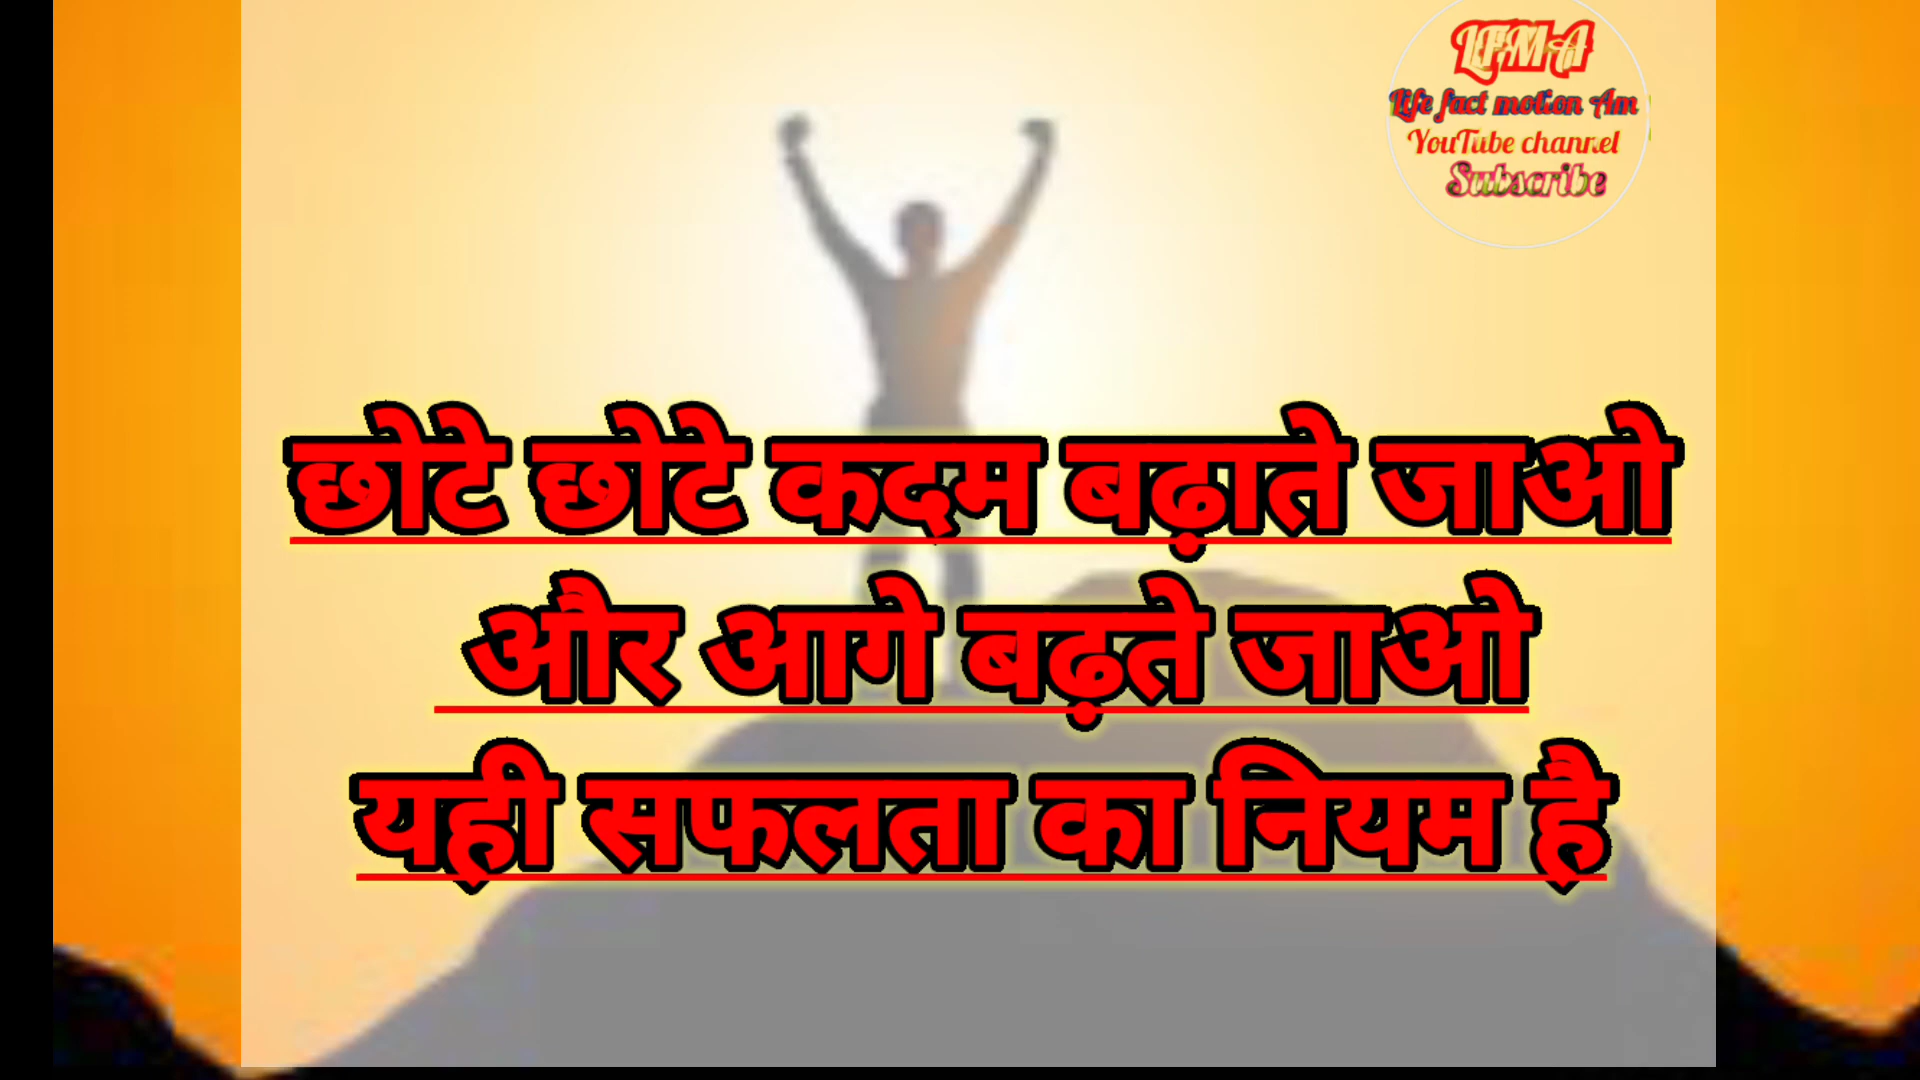 LFMA
Life fact motion Am
YouTube channel
Subscribe
छोटे छोटे कदम बढ़ाते जाओ
और आगे बढ़ते जाओ
यही सफलता का नियम है